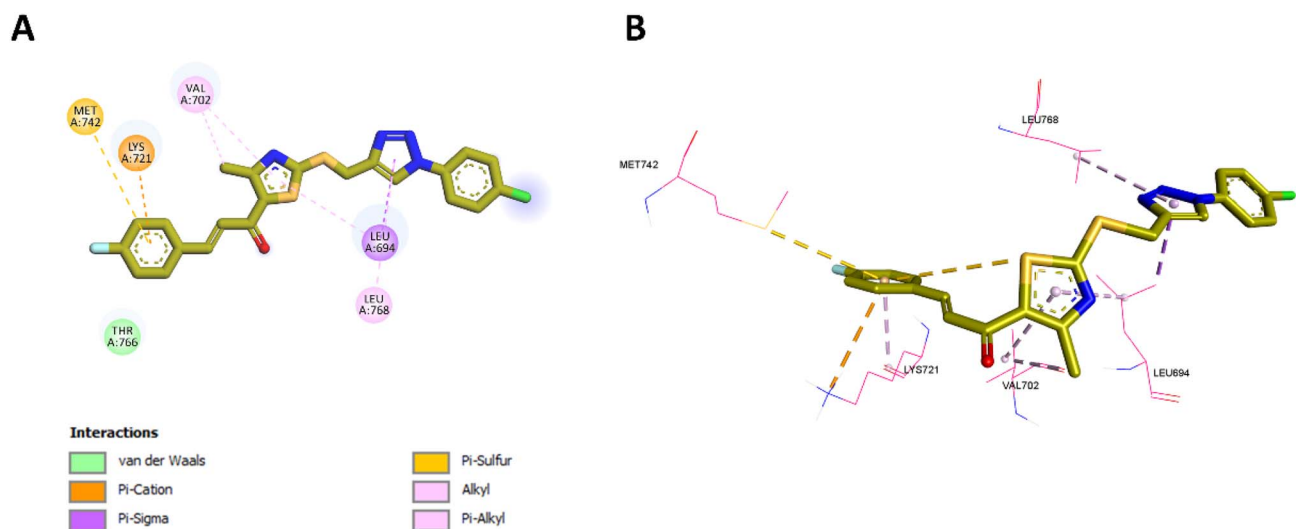 A
B
VAL
A:702
MET
A:742
LYS
A:721
LEU
A:694
LEU
A:768
THR
A:766
Interactions
van der Waals
Pi-Cation
Pi-Sigma
Pi-Sulfur
Alkyl
Pi-Alkyl
LEU768
MET742
LYS721
VAL702
LEU694